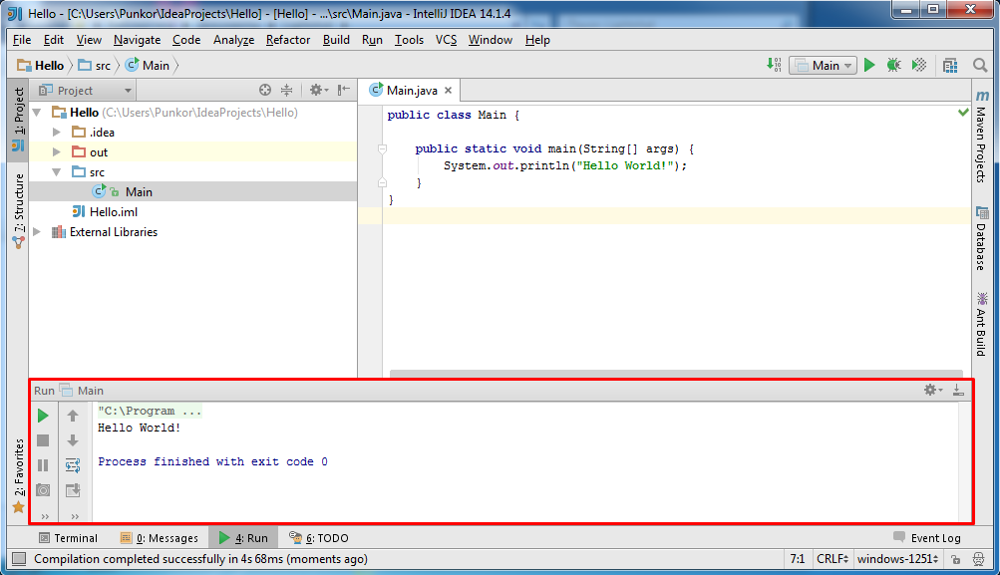 Hello - [C:\Users\Punkor\IdeaProjects\Hello] - [Hello] - ...\src\Main.java - IntelliJ IDEA 14.1.4
File Edit View Navigate Code Analyze Refactor Build Run Tools VCS Window Help
Hello src Main
Main
1: Project
Z: Structure
2: Favorites
Project
Hello (C:\Users\Punkor\IdeaProjects\Hello)
.idea
out
src
Main
Hello.iml
External Libraries
Main.java
public class Main {
public static void main(String[] args) {
System.out.println("Hello World!");
}
}
Maven Projects
Database
Ant Build
Run Main
"C:\Program ...
Hello World!
Process finished with exit code 0
Terminal 0: Messages 4: Run 6: TODO Event Log
Compilation completed successfully in 4s 68ms (moments ago) 7:1 CRLF windows-1251